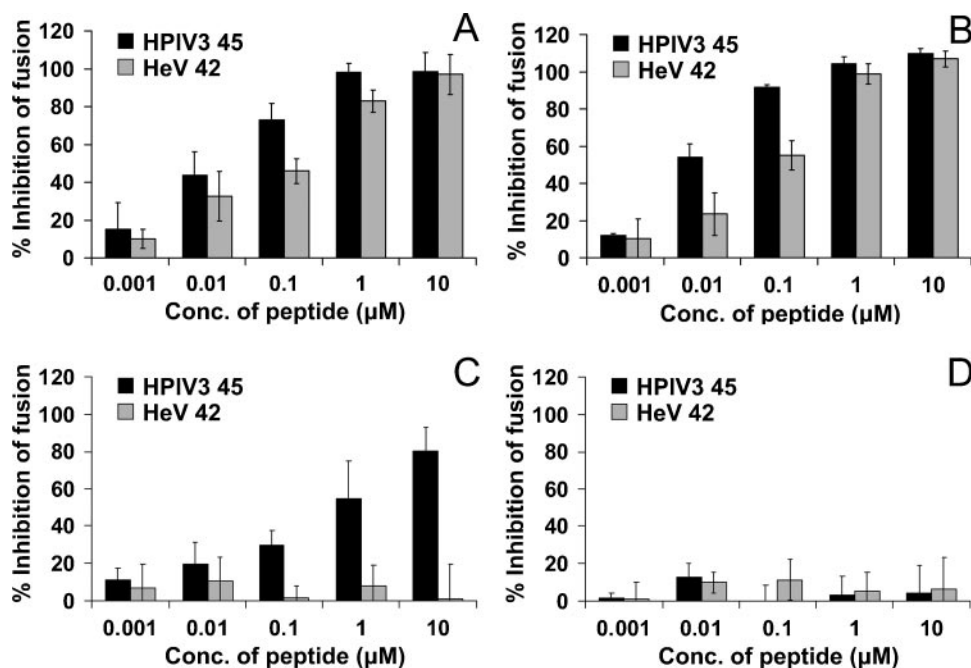 A
HPIV3 45
HeV 42
% Inhibition of fusion
120
100
80
60
40
20
0
0.001 0.01 0.1 1 10
Conc. of peptide (µM)
B
HPIV3 45
HeV 42
% Inhibition of fusion
120
100
80
60
40
20
0
0.001 0.01 0.1 1 10
Conc. of peptide (µM)
C
HPIV3 45
HeV 42
% Inhibition of fusion
120
100
80
60
40
20
0
0.001 0.01 0.1 1 10
Conc. of peptide (µM)
D
HPIV3 45
HeV 42
% Inhibition of fusion
120
100
80
60
40
20
0
0.001 0.01 0.1 1 10
Conc. of peptide (µM)